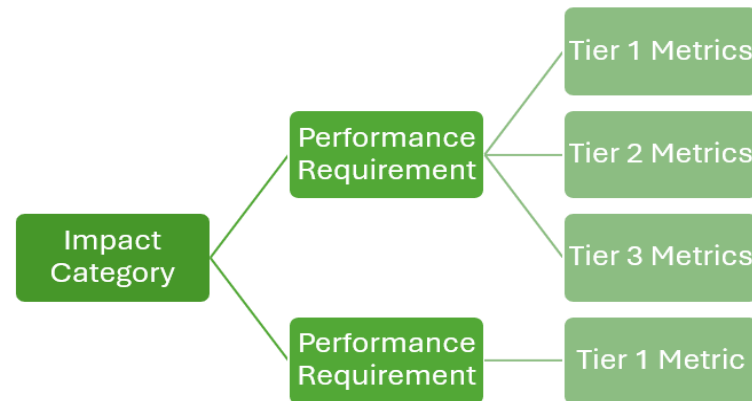 Tier 1 Metrics
Performance
Requirement
Tier 2 Metrics
Impact
Category
Tier 3 Metrics
Performance
Requirement
Tier 1 Metric